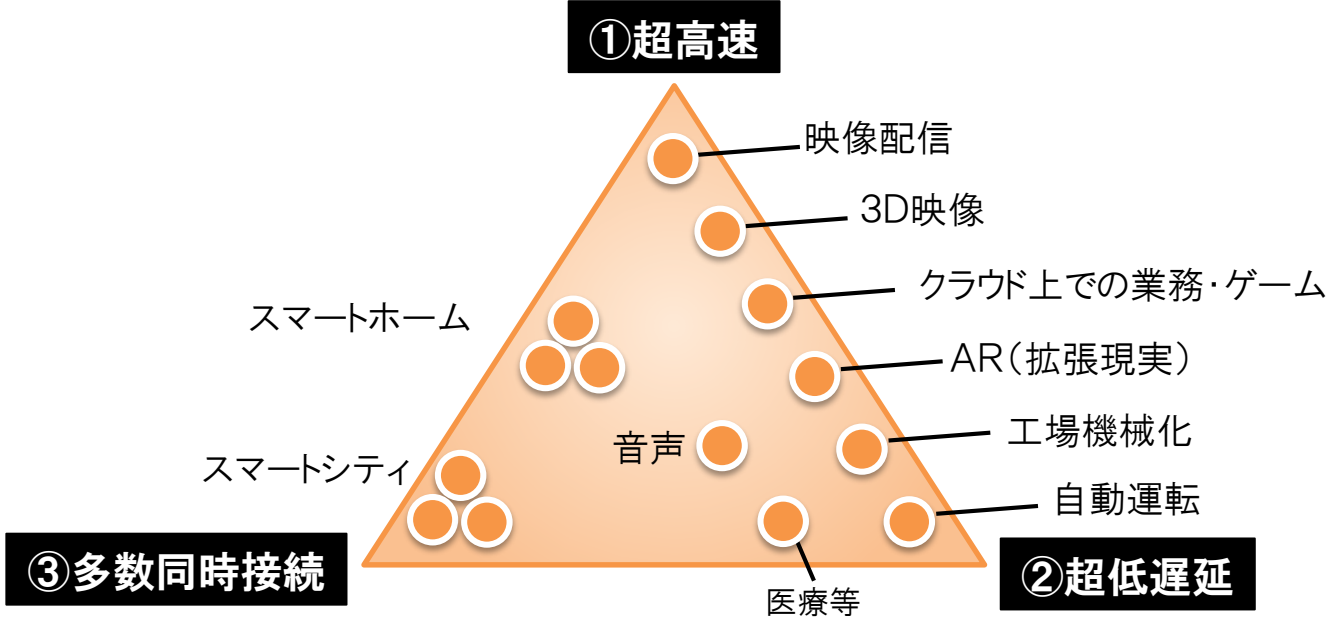 ①超高速
映像配信
3D映像
クラウド上での業務・ゲーム
スマートホーム
AR(拡張現実)
音声
工場機械化
スマートシティ
自動運転
③多数同時接続
②超低遅延
医療等